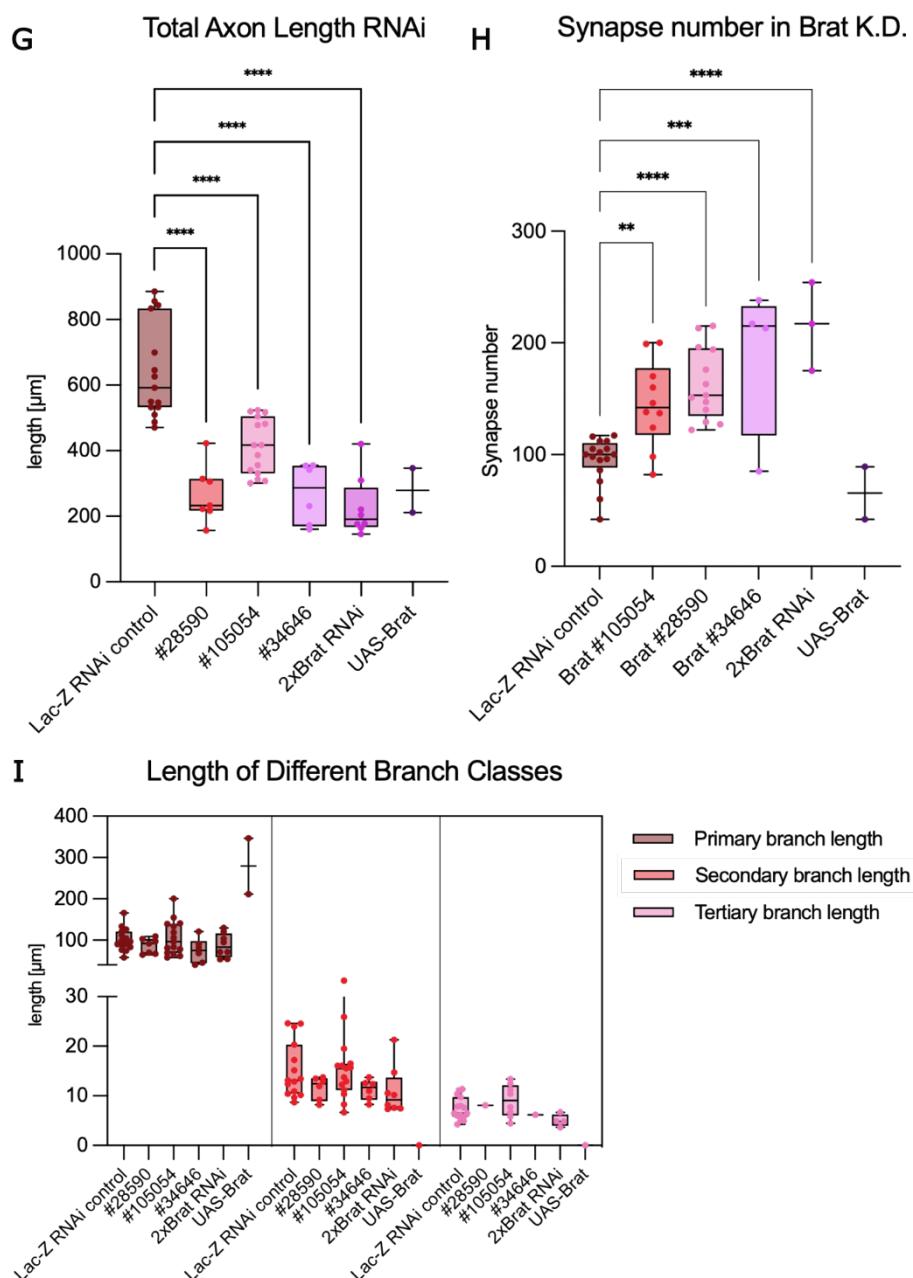 G
Total Axon Length RNAi
****
****
****
****
1000
800
600
400
200
0
length [µm]
Lac-Z RNAi control
#28590
#105054
#34646
2xBrat RNAi
UAS-Brat
H
Synapse number in Brat K.D.
****
***
****
**
300
200
100
0
Synapse number
Lac-Z RNAi control
Brat #105054
Brat #28590
Brat #34646
2xBrat RNAi
UAS-Brat
I
Length of Different Branch Classes
400
300
200
100
30
20
10
0
length [µm]
Lac-Z RNAi control
#28590
#105054
#34646
2xBrat RNAi
UAS-Brat
Lac-Z RNAi control
#28590
#105054
#34646
2xBrat RNAi
UAS-Brat
Lac-Z RNAi control
#28590
#105054
#34646
2xBrat RNAi
UAS-Brat
Primary branch length
Secondary branch length
Tertiary branch length